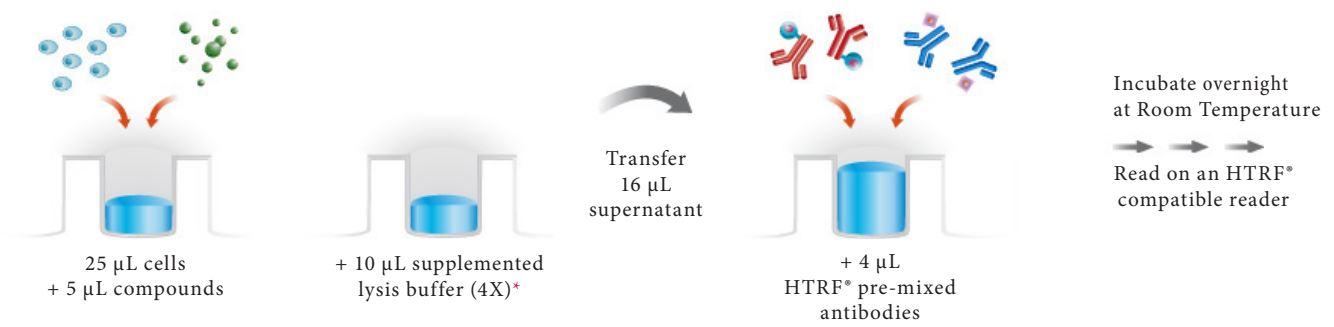 25 µL cells
+ 5 µL compounds
+ 10 µL supplemented
lysis buffer (4X)*
Transfer
16 µL
supernatant
+ 4 µL
HTRF® pre-mixed
antibodies
Incubate overnight
at Room Temperature
Read on an HTRF®
compatible reader